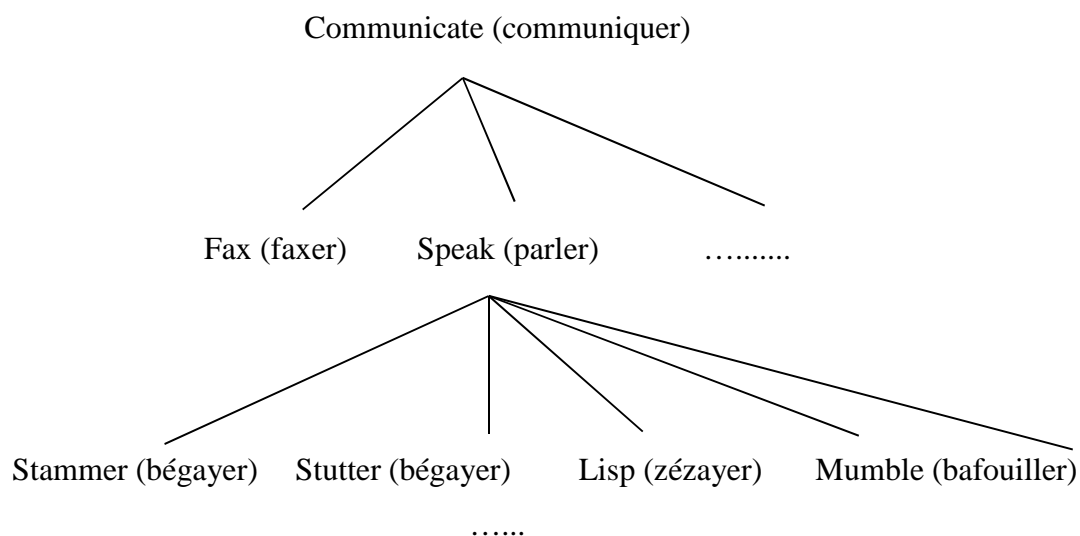 Communicate (communiquer)
Fax (faxer) Speak (parler) ….......
Stammer (bégayer) Stutter (bégayer) Lisp (zézayer) Mumble (bafouiller)
…...